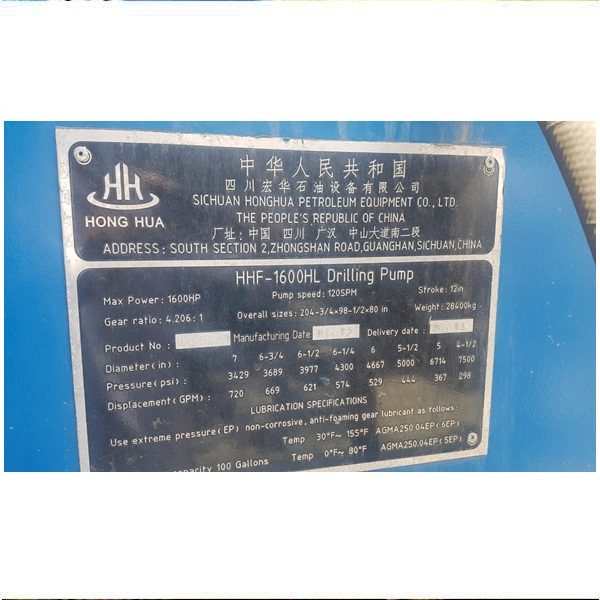 中华人民共和国
四川宏华石油设备有限公司
SICHUAN HONGHUA PETROLEUM EQUIPMENT CO., LTD.
THE PEOPLE'S REPUBLIC OF CHINA
厂址: 中国 四川 广汉 中山大道南二段
ADDRESS: SOUTH SECTION 2,ZHONGSHAN ROAD,GUANGHAN,SICHUAN,CHINA
HH
HONG HUA
HHF-1600HL Drilling Pump
Max Power: 1600HP Pump speed: 120SPM Stroke: 12in
Gear ratio: 4.206:1 Overall sizes: 204-3/4×98-1/2×80 in Weight: 28400kg
Product No: Manufacturing Date: Delivery date:
Diameter(in): 7 6-3/4 6-1/2 6-1/4 6 5-1/2 5 4-1/2
Pressure(psi): 3429 3689 3977 4300 4667 5000 6714 7500
Displacement(GPM): 720 669 621 574 529 444 367 298
LUBRICATION SPECIFICATIONS
Use extreme pressure(EP) non-corrosive, anti-foaming gear lubricant as follows:
Temp 30°F~ 155°F AGMA250.04EP(6EP)
100 Gallons Temp 0°F~ 80°F AGMA250.04EP(5EP)